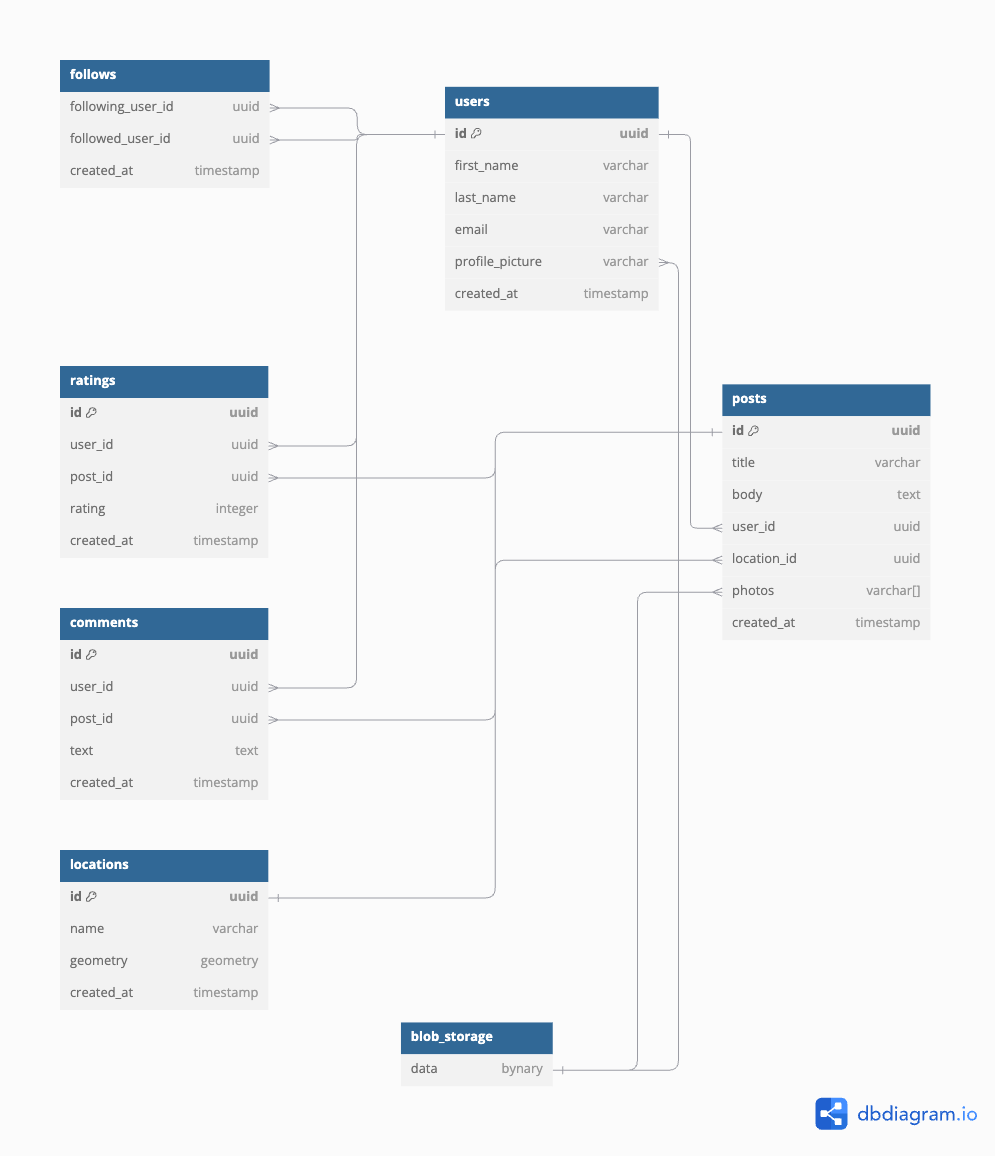 follows
following_user_id uuid
followed_user_id uuid
created_at timestamp
users
id uuid
first_name varchar
last_name varchar
email varchar
profile_picture varchar
created_at timestamp
ratings
id uuid
user_id uuid
post_id uuid
rating integer
created_at timestamp
posts
id uuid
title varchar
body text
user_id uuid
location_id uuid
photos varchar[]
created_at timestamp
comments
id uuid
user_id uuid
post_id uuid
text text
created_at timestamp
locations
id uuid
name varchar
geometry geometry
created_at timestamp
blob_storage
data bynary
dbdiagram.io